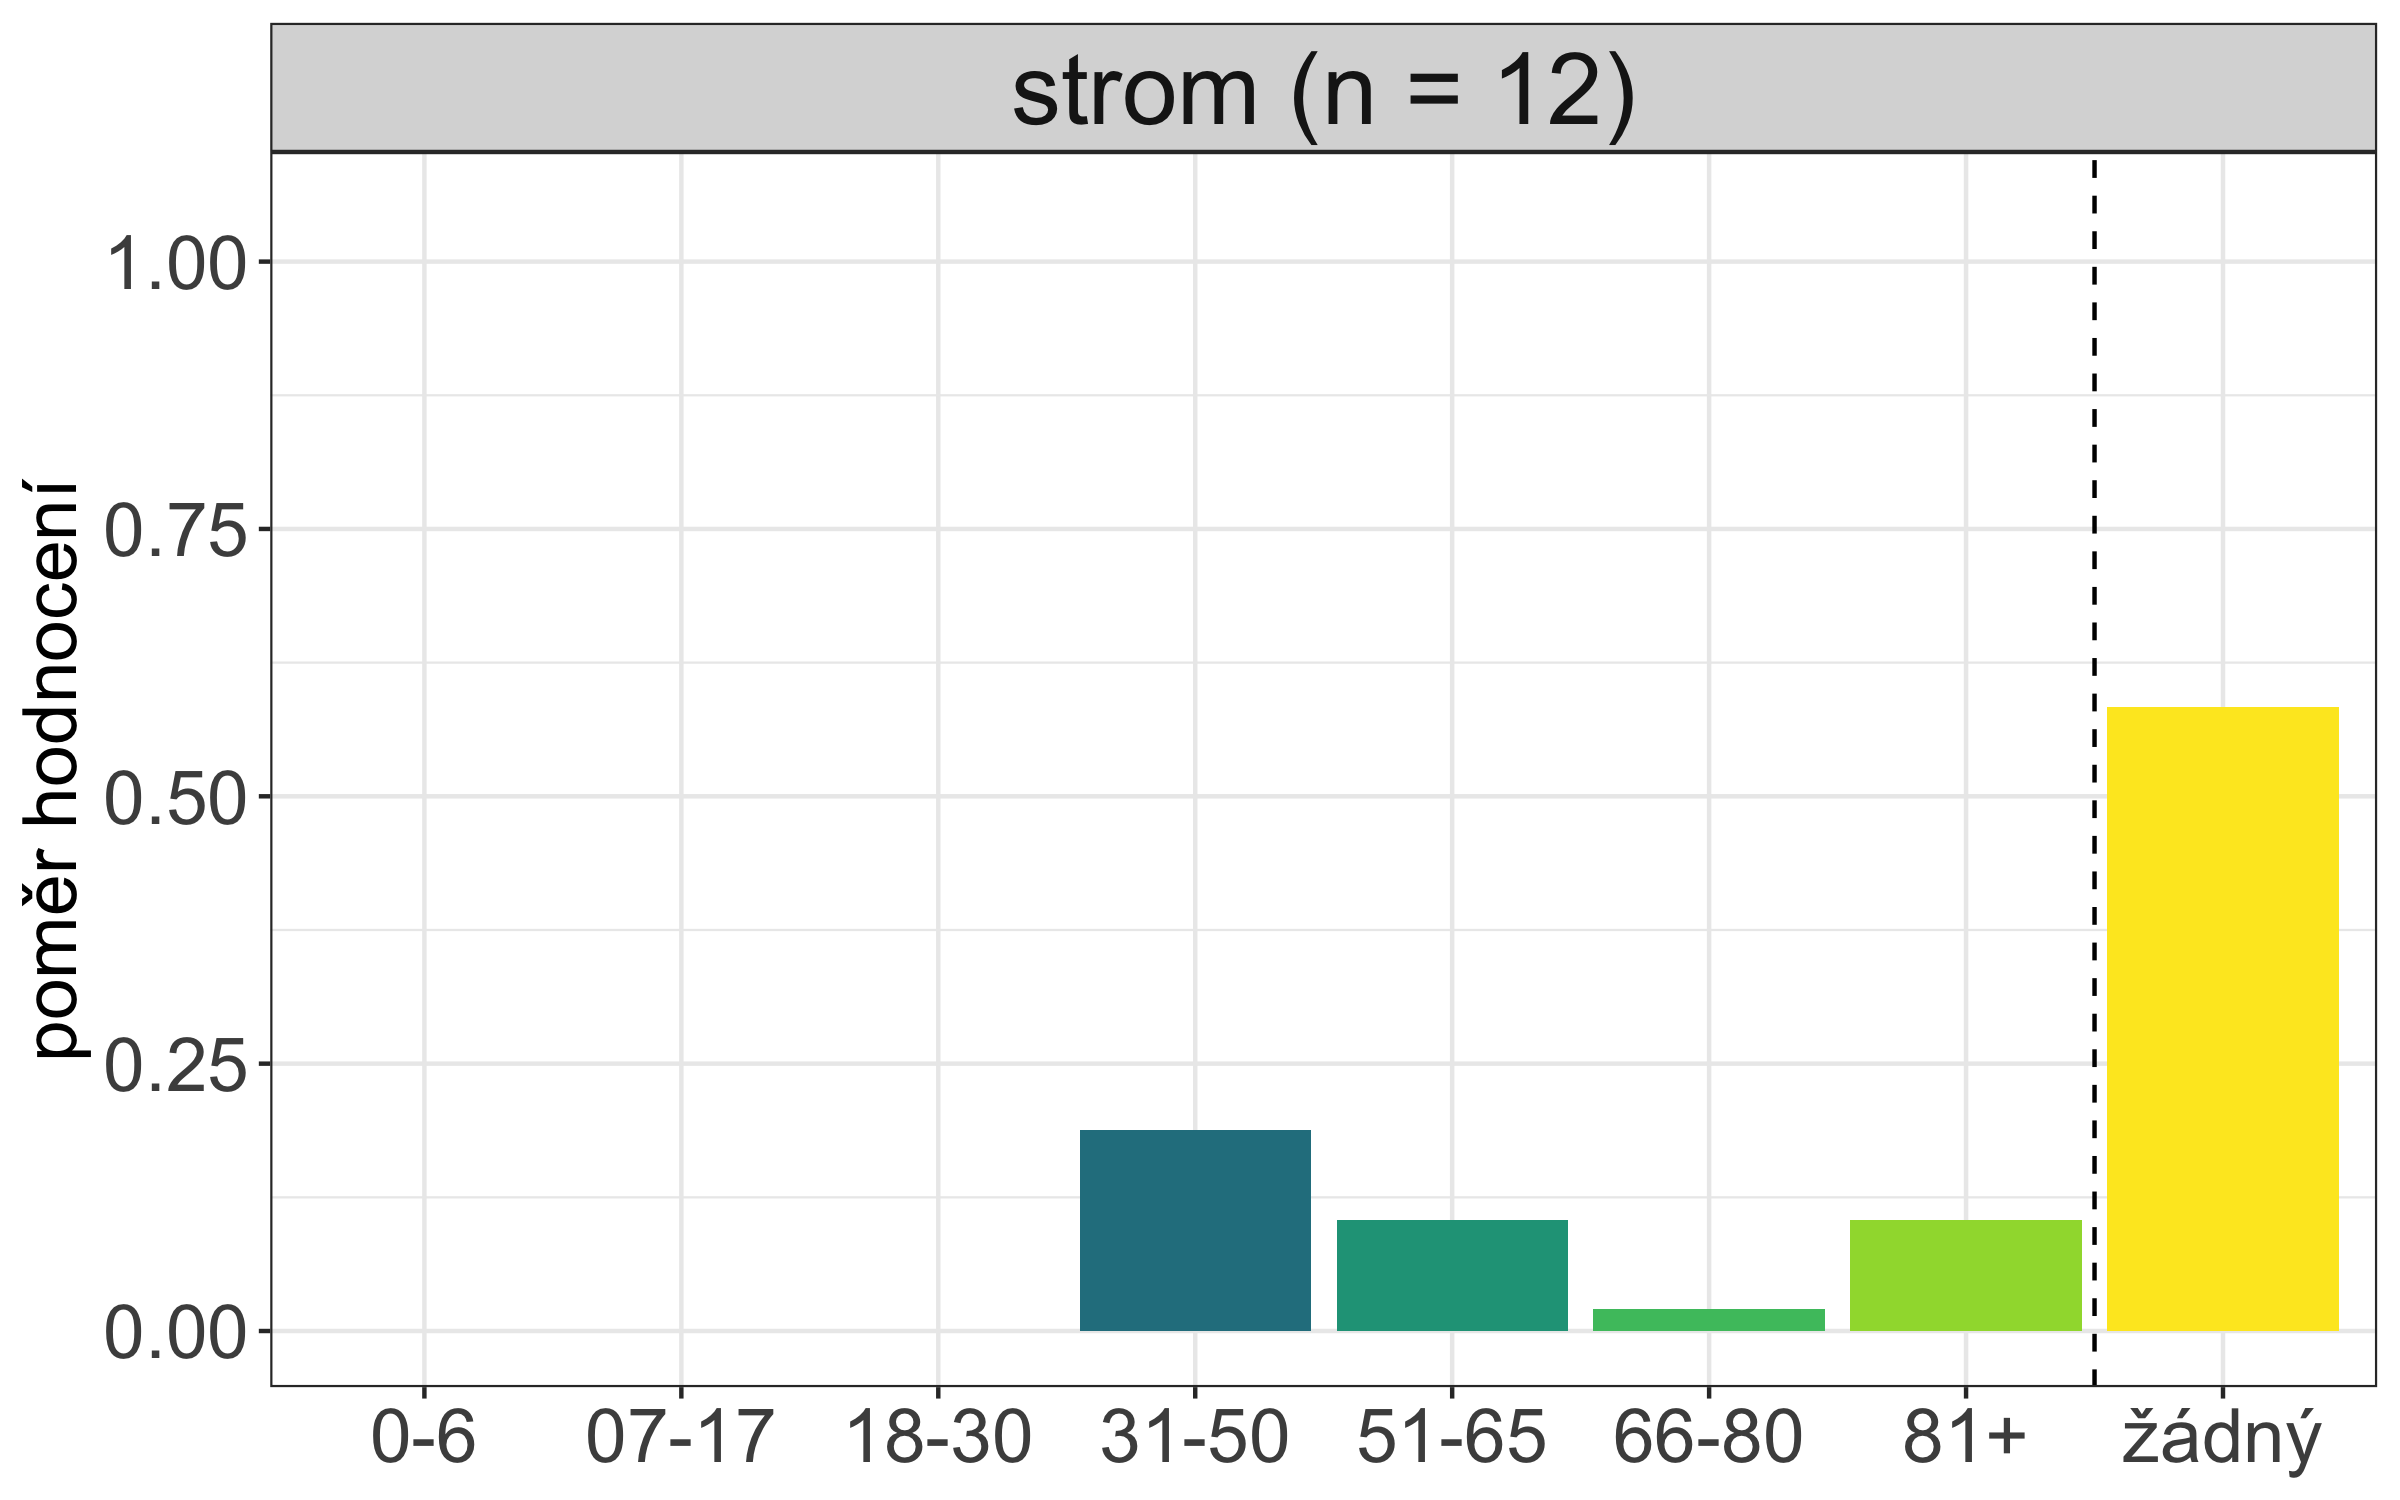 strom (n = 12)
poměr hodnocení
1.00
0.75
0.50
0.25
0.00
0-6 07-17 18-30 31-50 51-65 66-80 81+ žádný